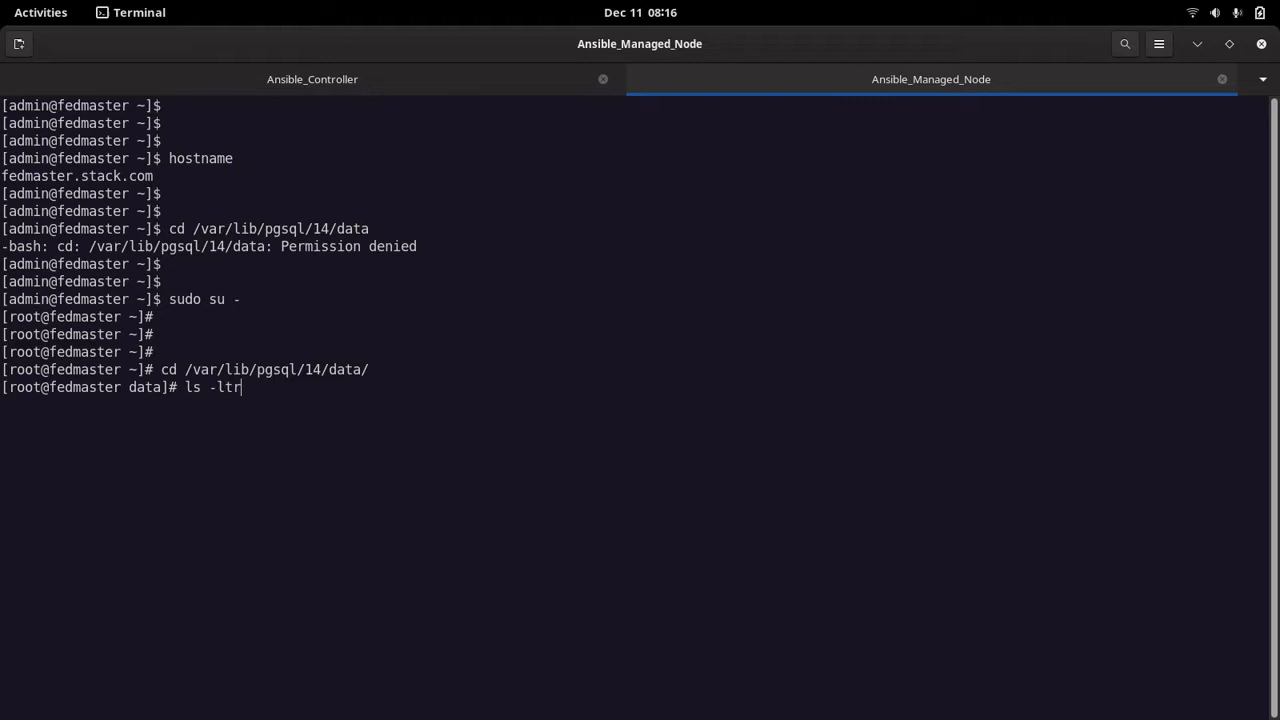 Activities Terminal Dec 11 08:16
Ansible_Managed_Node
Ansible_Controller Ansible_Managed_Node
[admin@fedmaster ~]$
[admin@fedmaster ~]$
[admin@fedmaster ~]$
[admin@fedmaster ~]$ hostname
fedmaster.stack.com
[admin@fedmaster ~]$
[admin@fedmaster ~]$
[admin@fedmaster ~]$ cd /var/lib/pgsql/14/data
-bash: cd: /var/lib/pgsql/14/data: Permission denied
[admin@fedmaster ~]$
[admin@fedmaster ~]$
[admin@fedmaster ~]$ sudo su -
[root@fedmaster ~]#
[root@fedmaster ~]#
[root@fedmaster ~]#
[root@fedmaster ~]# cd /var/lib/pgsql/14/data/
[root@fedmaster data]# ls -ltr